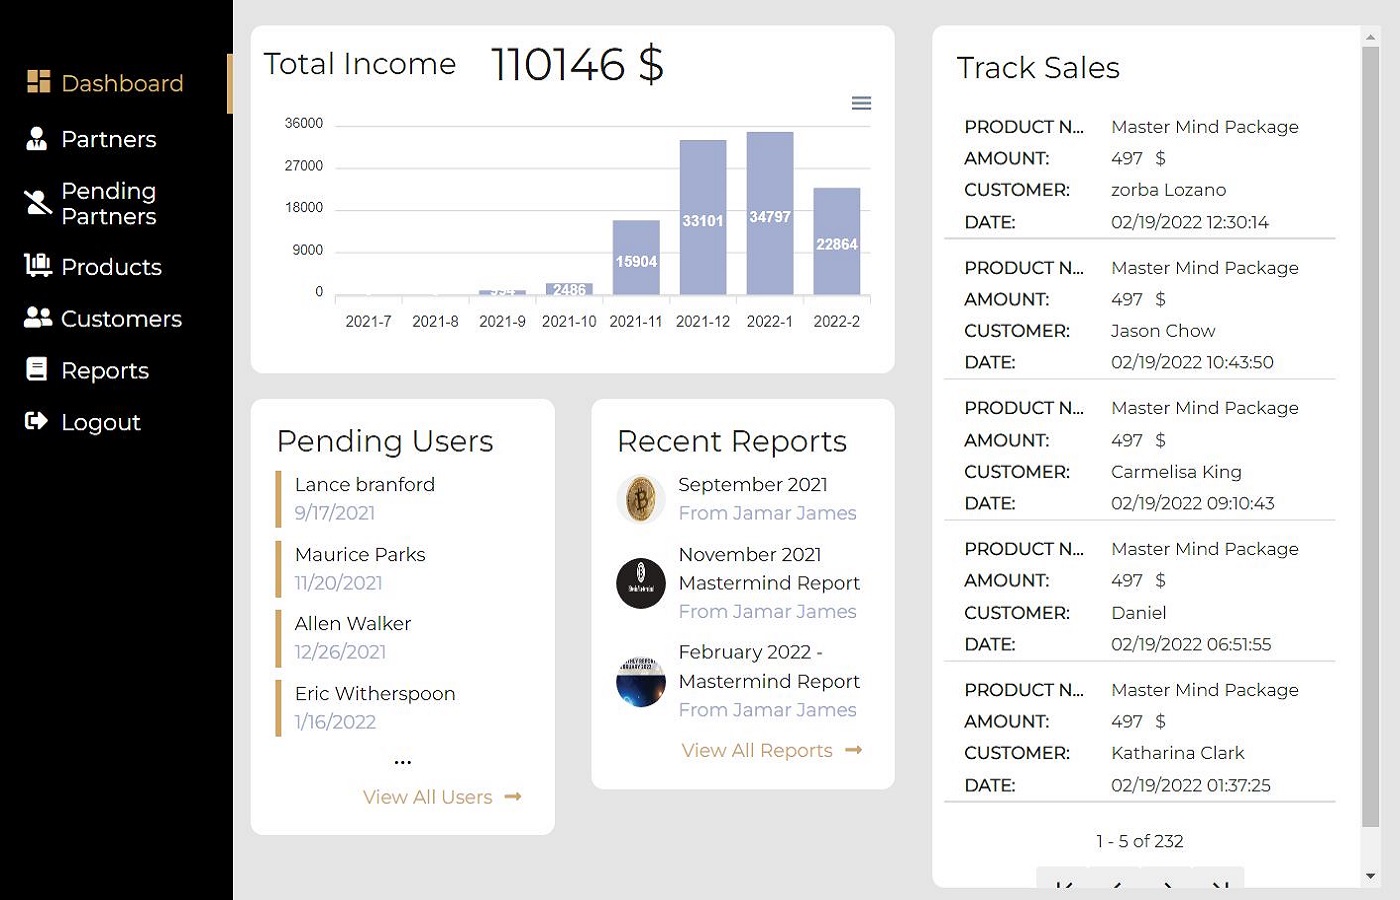 Dashboard
Partners
Pending
Partners
Products
Customers
Reports
Logout
Total Income 110146 $
36000
27000
18000
9000
0
2486
15904
33101
34797
22864
2021-7 2021-8 2021-9 2021-10 2021-11 2021-12 2022-1 2022-2
Pending Users
Lance branford
9/17/2021
Maurice Parks
11/20/2021
Allen Walker
12/26/2021
Eric Witherspoon
1/16/2022
...
View All Users
Recent Reports
September 2021
From Jamar James
November 2021
Mastermind Report
From Jamar James
February 2022 -
Mastermind Report
From Jamar James
View All Reports
Track Sales
PRODUCT N... Master Mind Package
AMOUNT: 497 $
CUSTOMER: zorba Lozano
DATE: 02/19/2022 12:30:14
PRODUCT N... Master Mind Package
AMOUNT: 497 $
CUSTOMER: Jason Chow
DATE: 02/19/2022 10:43:50
PRODUCT N... Master Mind Package
AMOUNT: 497 $
CUSTOMER: Carmelisa King
DATE: 02/19/2022 09:10:43
PRODUCT N... Master Mind Package
AMOUNT: 497 $
CUSTOMER: Daniel
DATE: 02/19/2022 06:51:55
PRODUCT N... Master Mind Package
AMOUNT: 497 $
CUSTOMER: Katharina Clark
DATE: 02/19/2022 01:37:25
1 - 5 of 232